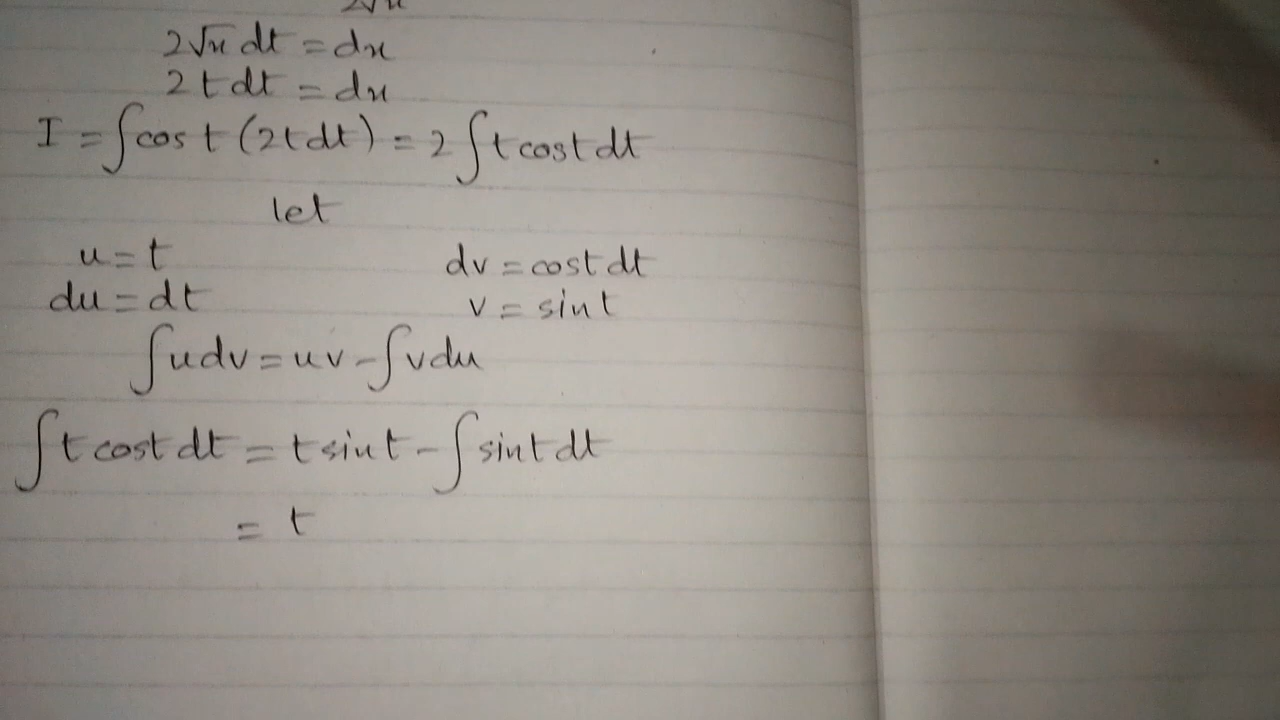 2√x
2√x dt = dx
2t dt = dx
I = ∫cos t (2t dt) = 2 ∫t cos t dt
let
u = t dv = cos t dt
du = dt v = sin t
∫u dv = uv - ∫v du
∫t cos t dt = t sin t - ∫sin t dt
= t